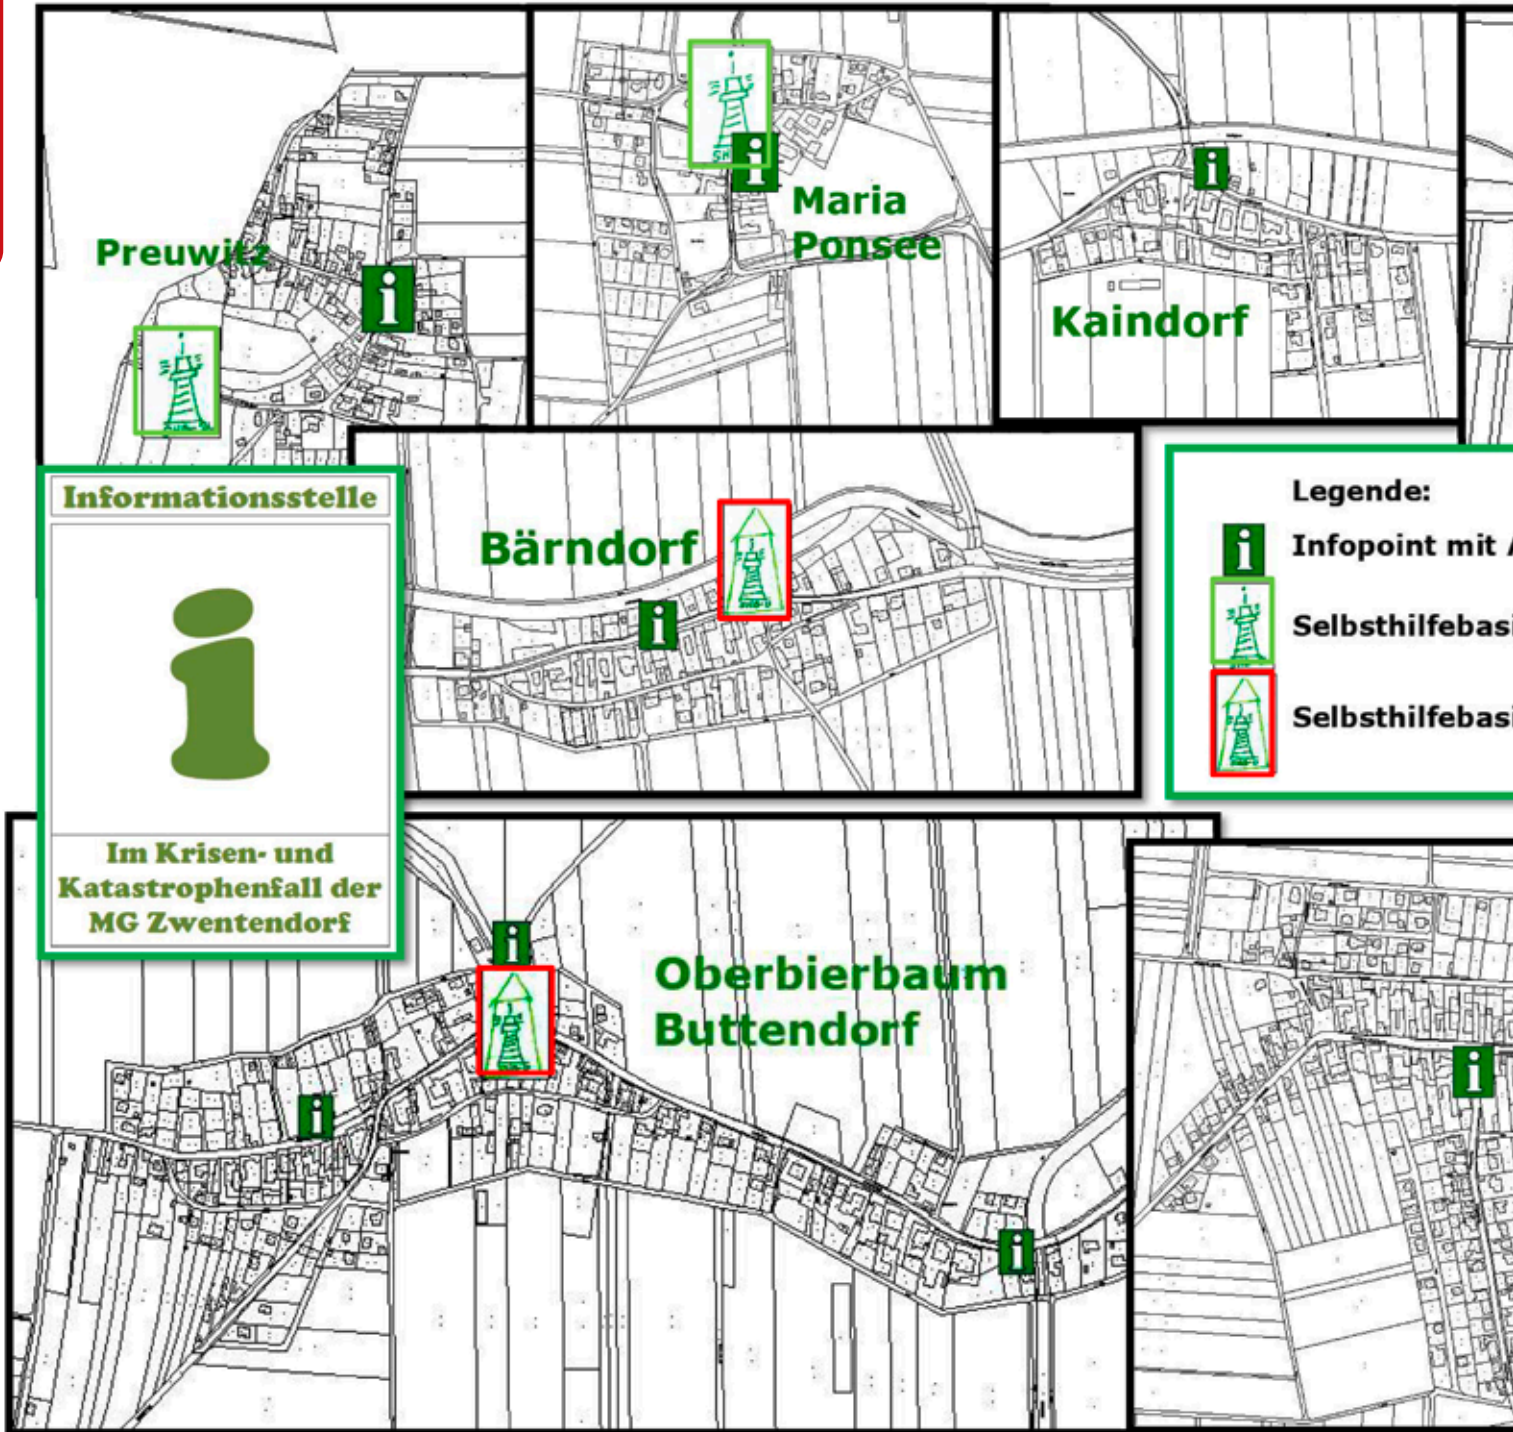 Preuwitz
Maria
Ponsee
Kaindorf
Informationsstelle
Bärndorf
Legende:
Infopoint mit
Selbsthilfebasi
Selbsthilfebasi
Im Krisen- und
Katastrophenfall der
MG Zwentendorf
Oberbierbaum
Buttendorf